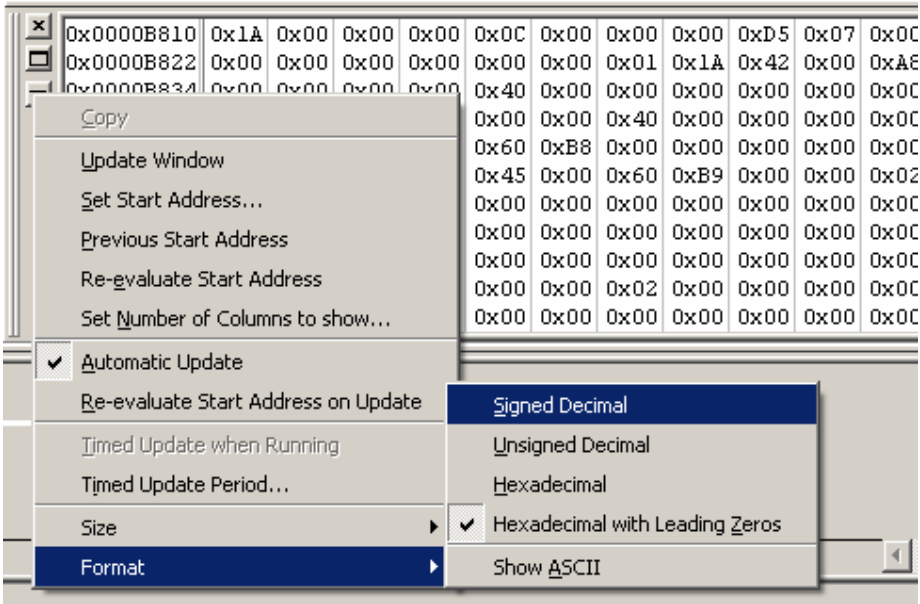 0x0000B810 0x1A 0x00 0x00 0x00 0x0C 0x00 0x00 0x00 0xD5 0x07
0x0000B822 0x00 0x00 0x00 0x00 0x00 0x00 0x01 0x1A 0x42 0x00 0xA8
0x0000B834 0x00 0x00 0x00 0x00 0x40 0x00 0x00 0x00 0x00 0x00
0x00 0x00 0x40 0x00 0x00 0x00
0x60 0xB8 0x00 0x00 0x00 0x00
0x45 0x00 0x60 0xB9 0x00 0x00 0x02
0x00 0x00 0x00 0x00 0x00 0x00
0x00 0x00 0x00 0x00 0x00 0x00
0x00 0x00 0x00 0x00 0x00 0x00
0x00 0x00 0x02 0x00 0x00 0x00
0x00 0x00 0x00 0x00 0x00 0x00
Copy
Update Window
Set Start Address...
Previous Start Address
Re-evaluate Start Address
Set Number of Columns to show...
Automatic Update
Re-evaluate Start Address on Update
Timed Update when Running
Timed Update Period...
Size
Format
Signed Decimal
Unsigned Decimal
Hexadecimal
Hexadecimal with Leading Zeros
Show ASCII